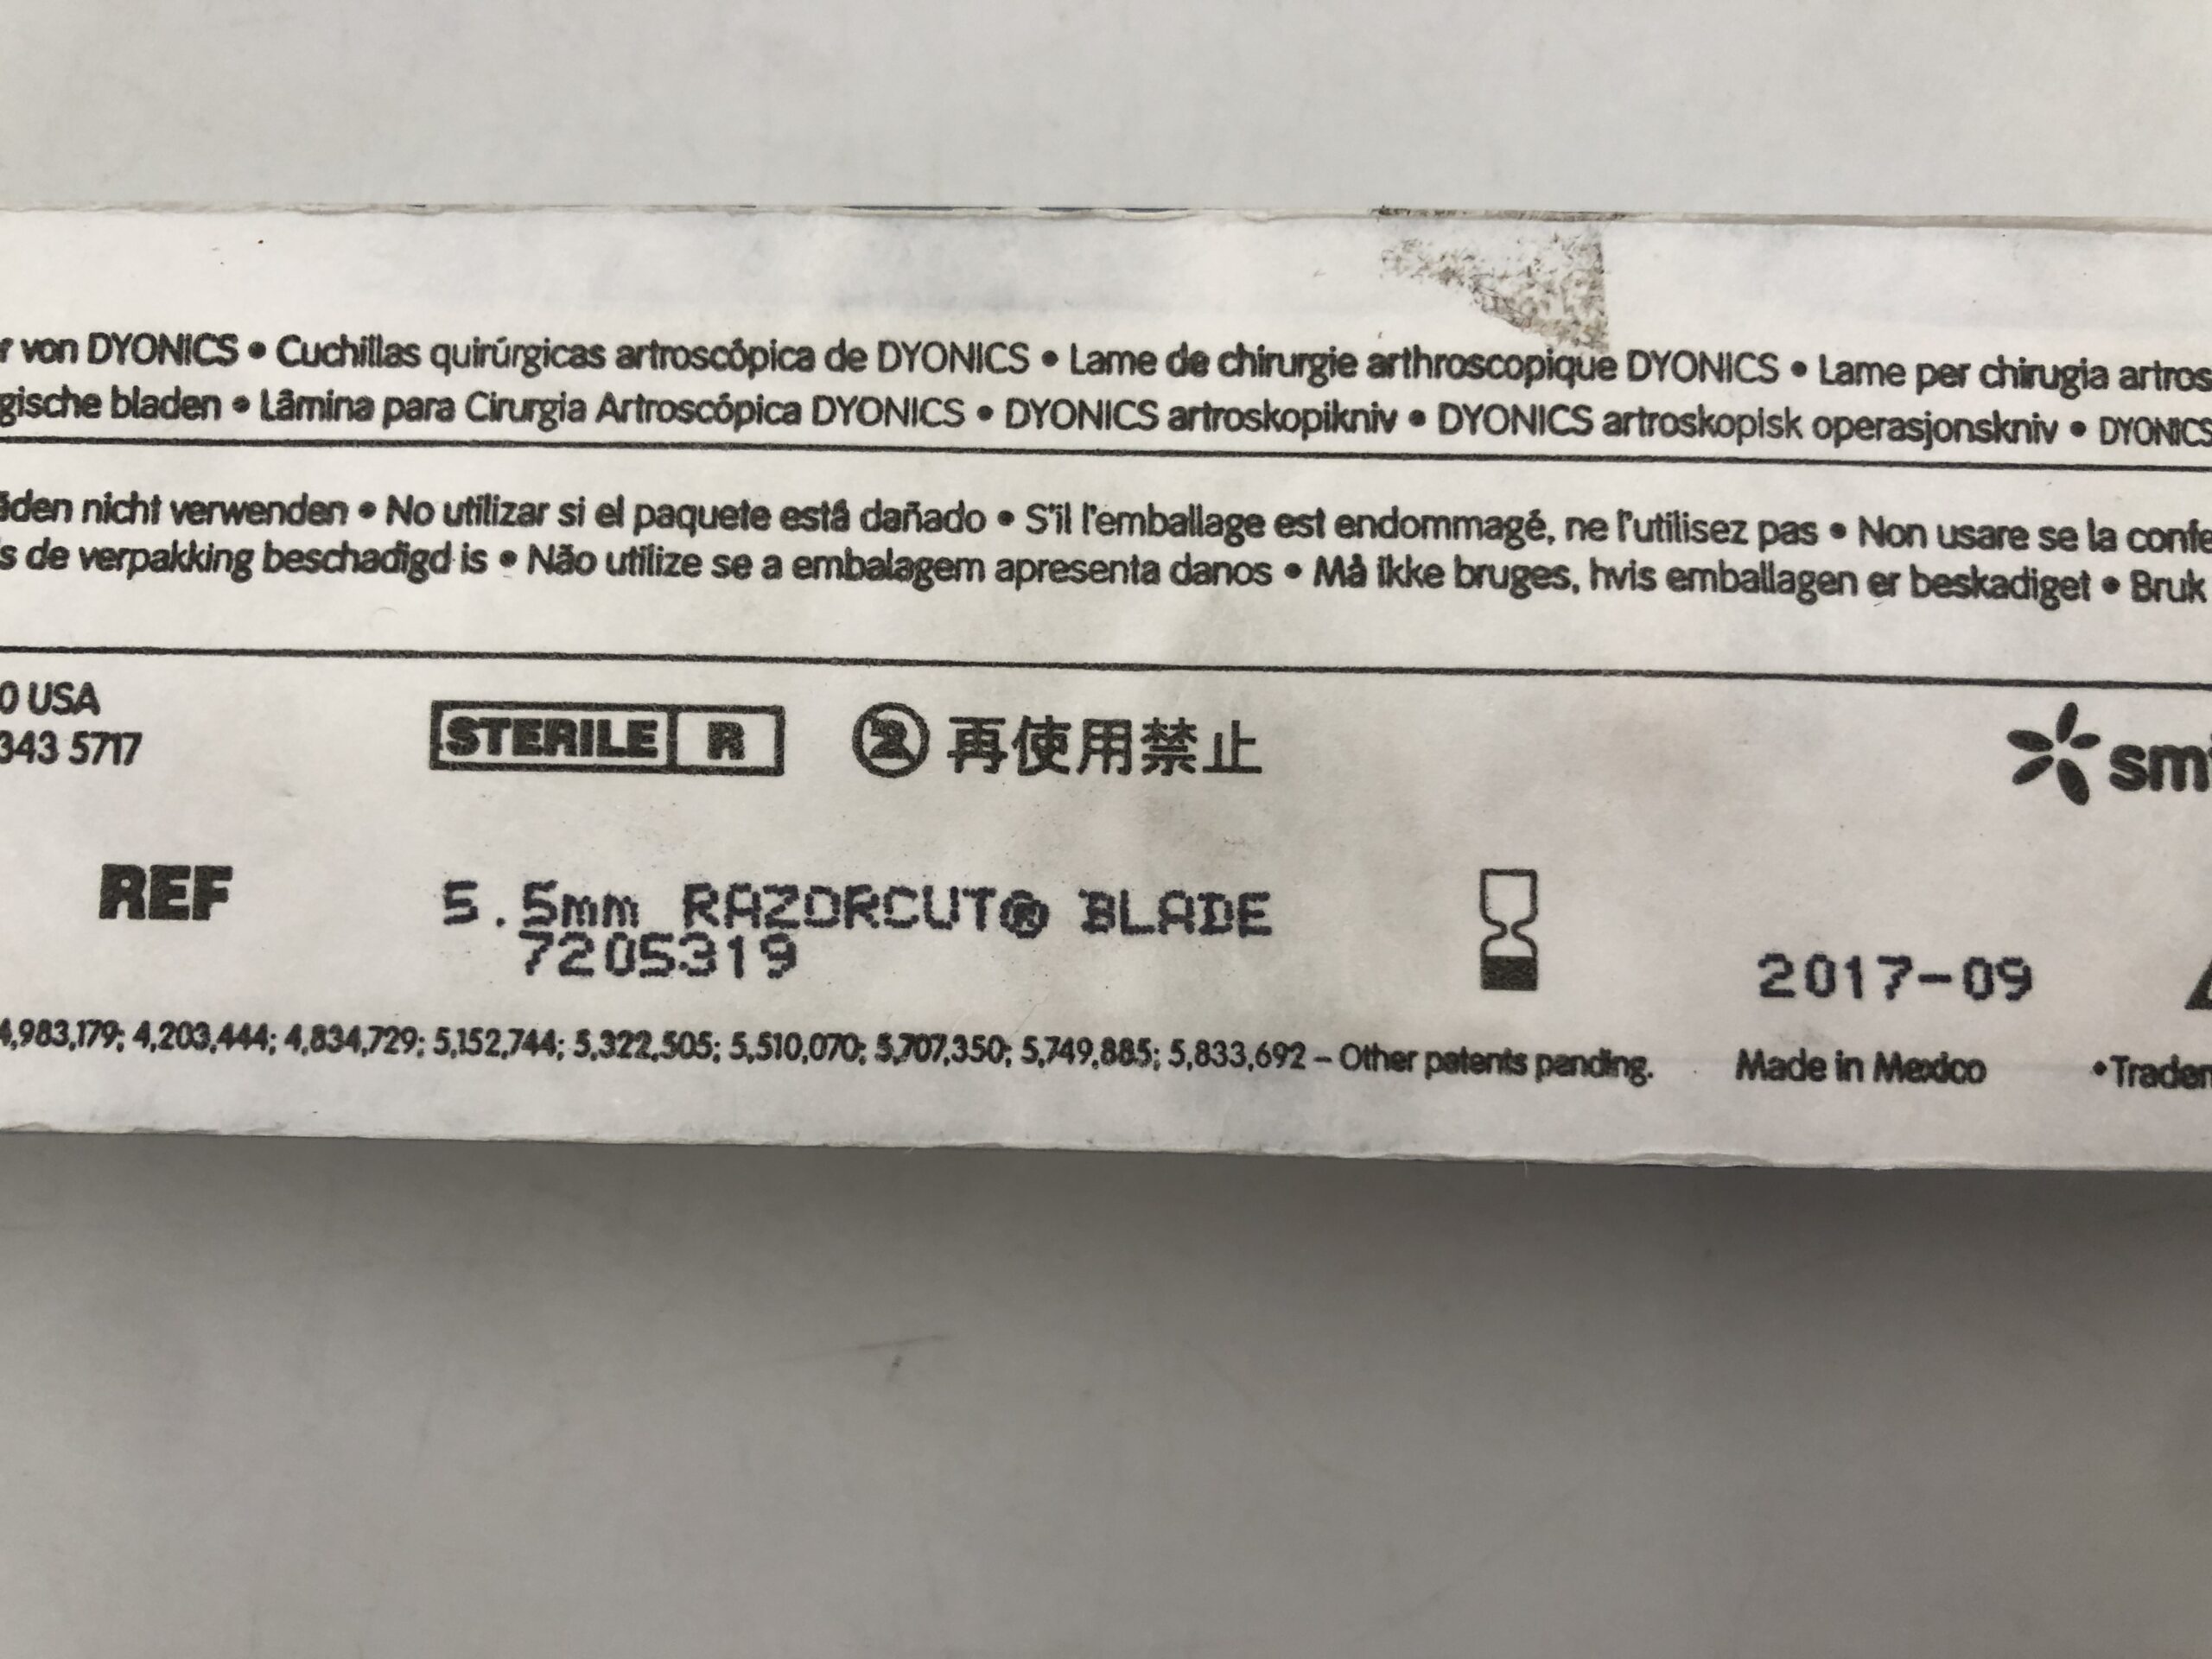 r von DYONICS • Cuchillas quirúrgicas artroscópica de DYONICS • Lame de chirurgie arthroscopique DYONICS • Lame per chirugia artros
gische bladen • Lâmina para Cirurgia Artroscópica DYONICS • DYONICS artroskopikniv • DYONICS artroskopisk operasjonskniv • DYONICS
äden nicht verwenden • No utilizar si el paquete está dañado • S'il l'emballage est endommagé, ne l'utilisez pas • Non usare se la confe
s de verpakking beschadigd is • Não utilize se a embalagem apresenta danos • Må ikke bruges, hvis emballagen er beskadiget • Bruk
0 USA
343 5717
STERILE R
2 再使用禁止
smi
REF
5.5mm RAZORCUT® BLADE
7205319
2017-09
4,983,179; 4,203,444; 4,834,729; 5,152,744; 5,322,505; 5,510,070; 5,707,350; 5,749,885; 5,833,692 – Other patents pending.
Made in Mexico
•Tradem